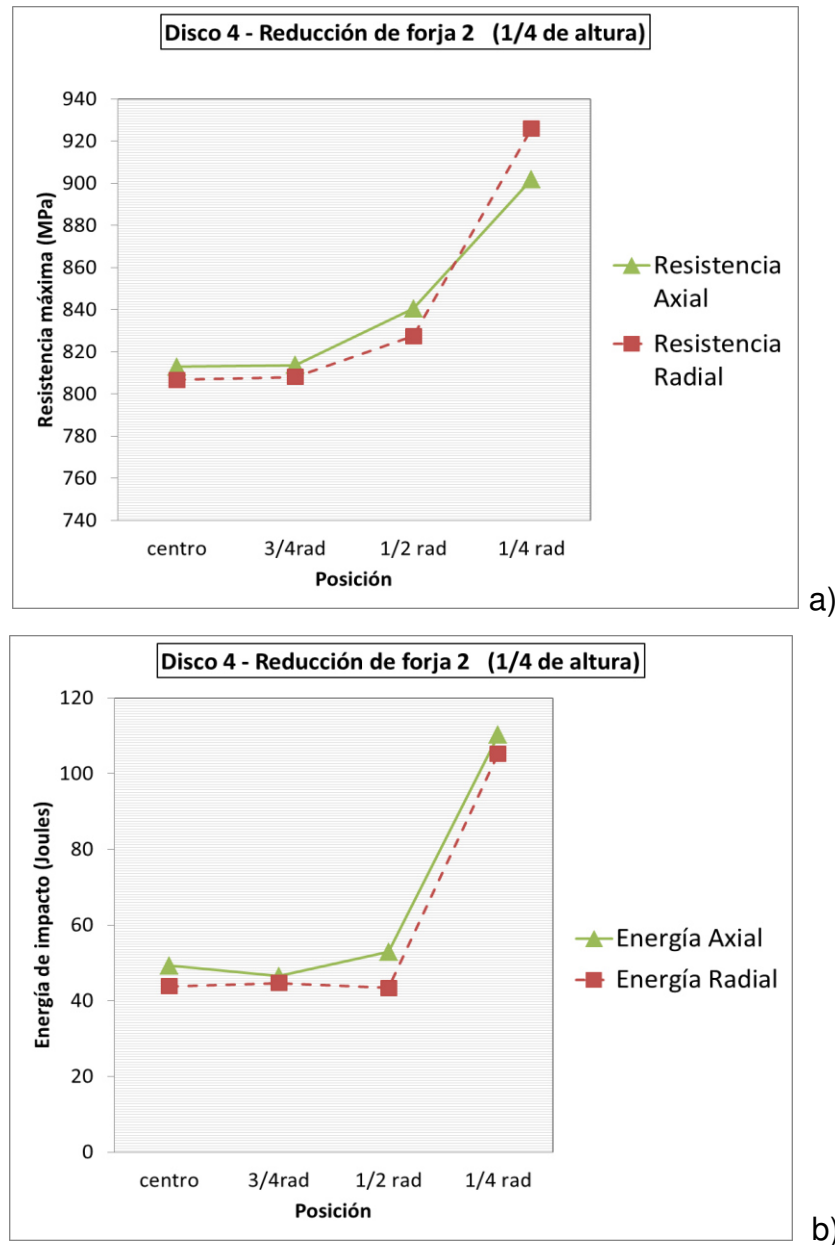 Disco 4 - Reducción de forja 2 (1/4 de altura)
Resistencia máxima (MPa)
940
920
900
880
860
840
820
800
780
760
740
centro
3/4rad
1/2 rad
1/4 rad
Posición
Resistencia
Axial
Resistencia
Radial
a)
Disco 4 - Reducción de forja 2 (1/4 de altura)
Energía de impacto (Joules)
120
100
80
60
40
20
0
centro
3/4rad
1/2 rad
1/4 rad
Posición
Energía Axial
Energía Radial
b)